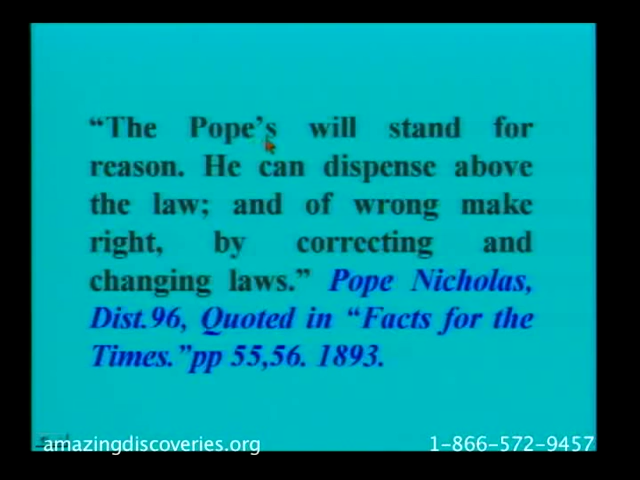 “The Pope’s will stand for
reason. He can dispense above
the law; and of wrong make
right, by correcting and
changing laws.” Pope Nicholas,
Dist.96, Quoted in “Facts for the
Times.”pp 55,56. 1893.
amazingdiscoveries.org 1-866-572-9457